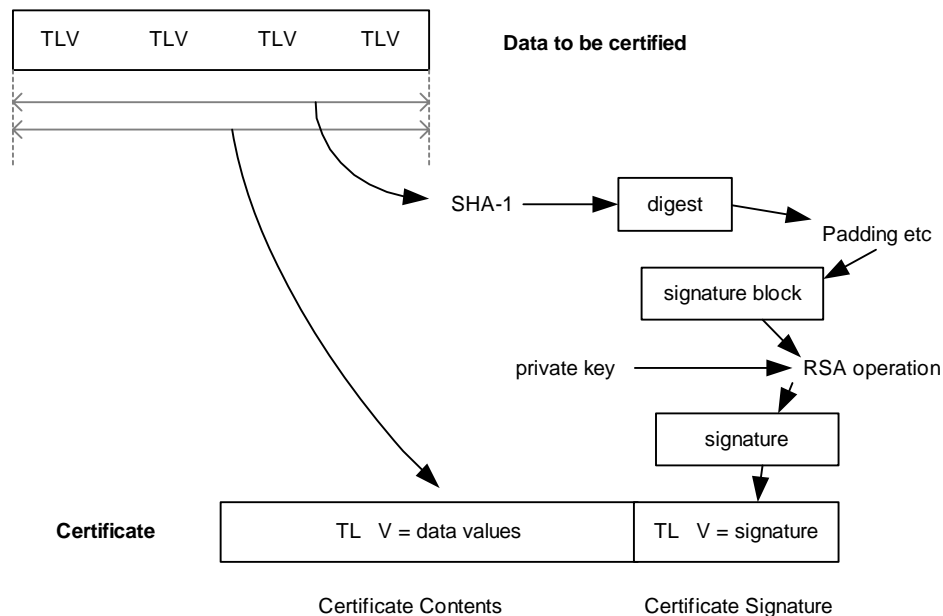 TLV TLV TLV TLV
Data to be certified
SHA-1
digest
Padding etc
signature block
private key
RSA operation
signature
Certificate
TL V = data values
TL V = signature
Certificate Contents
Certificate Signature